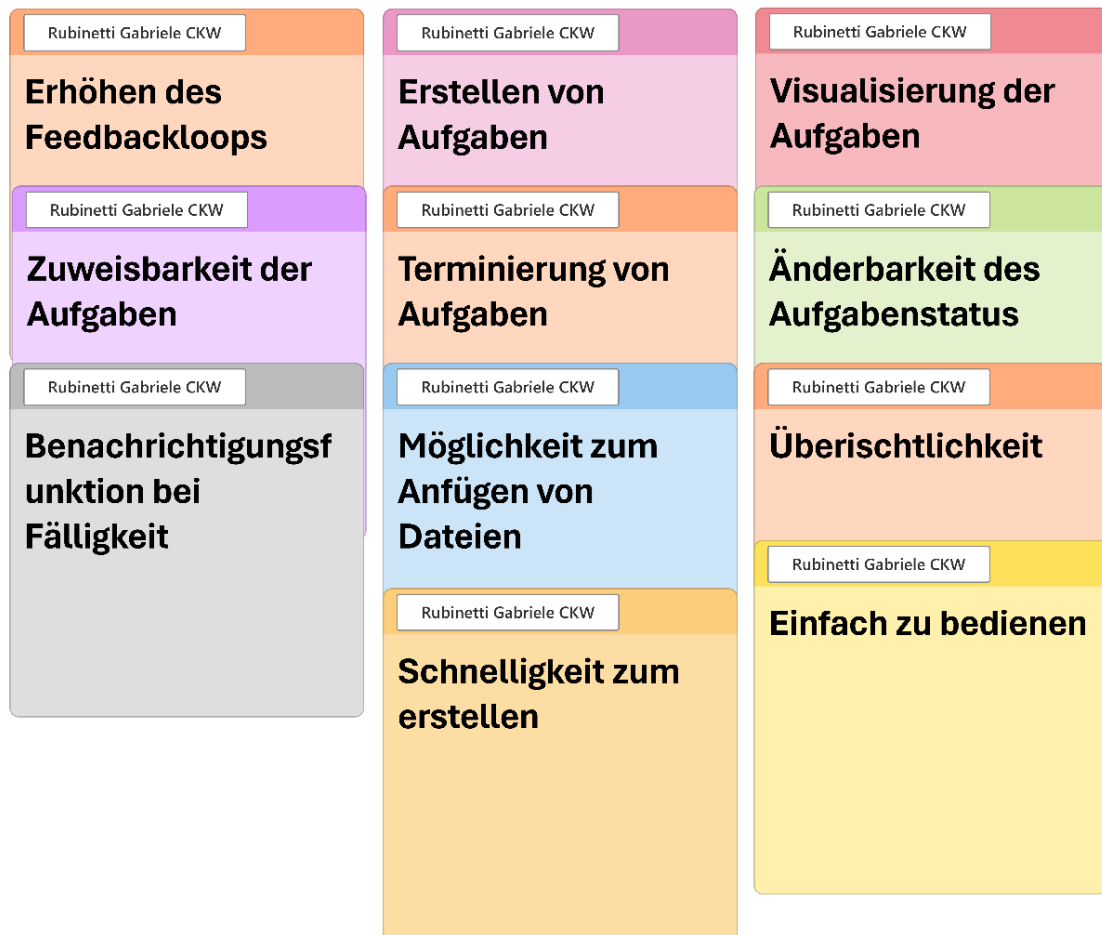 Rubinetti Gabriele CKW
Erhöhen des
Feedbackloops
Rubinetti Gabriele CKW
Zuweisbarkeit der
Aufgaben
Rubinetti Gabriele CKW
Benachrichtigungsf
unktion bei
Fälligkeit
Rubinetti Gabriele CKW
Erstellen von
Aufgaben
Rubinetti Gabriele CKW
Terminierung von
Aufgaben
Rubinetti Gabriele CKW
Möglichkeit zum
Anfügen von
Dateien
Rubinetti Gabriele CKW
Schnelligkeit zum
erstellen
Rubinetti Gabriele CKW
Visualisierung der
Aufgaben
Rubinetti Gabriele CKW
Änderbarkeit des
Aufgabenstatus
Rubinetti Gabriele CKW
Überischtlichkeit
Rubinetti Gabriele CKW
Einfach zu bedienen